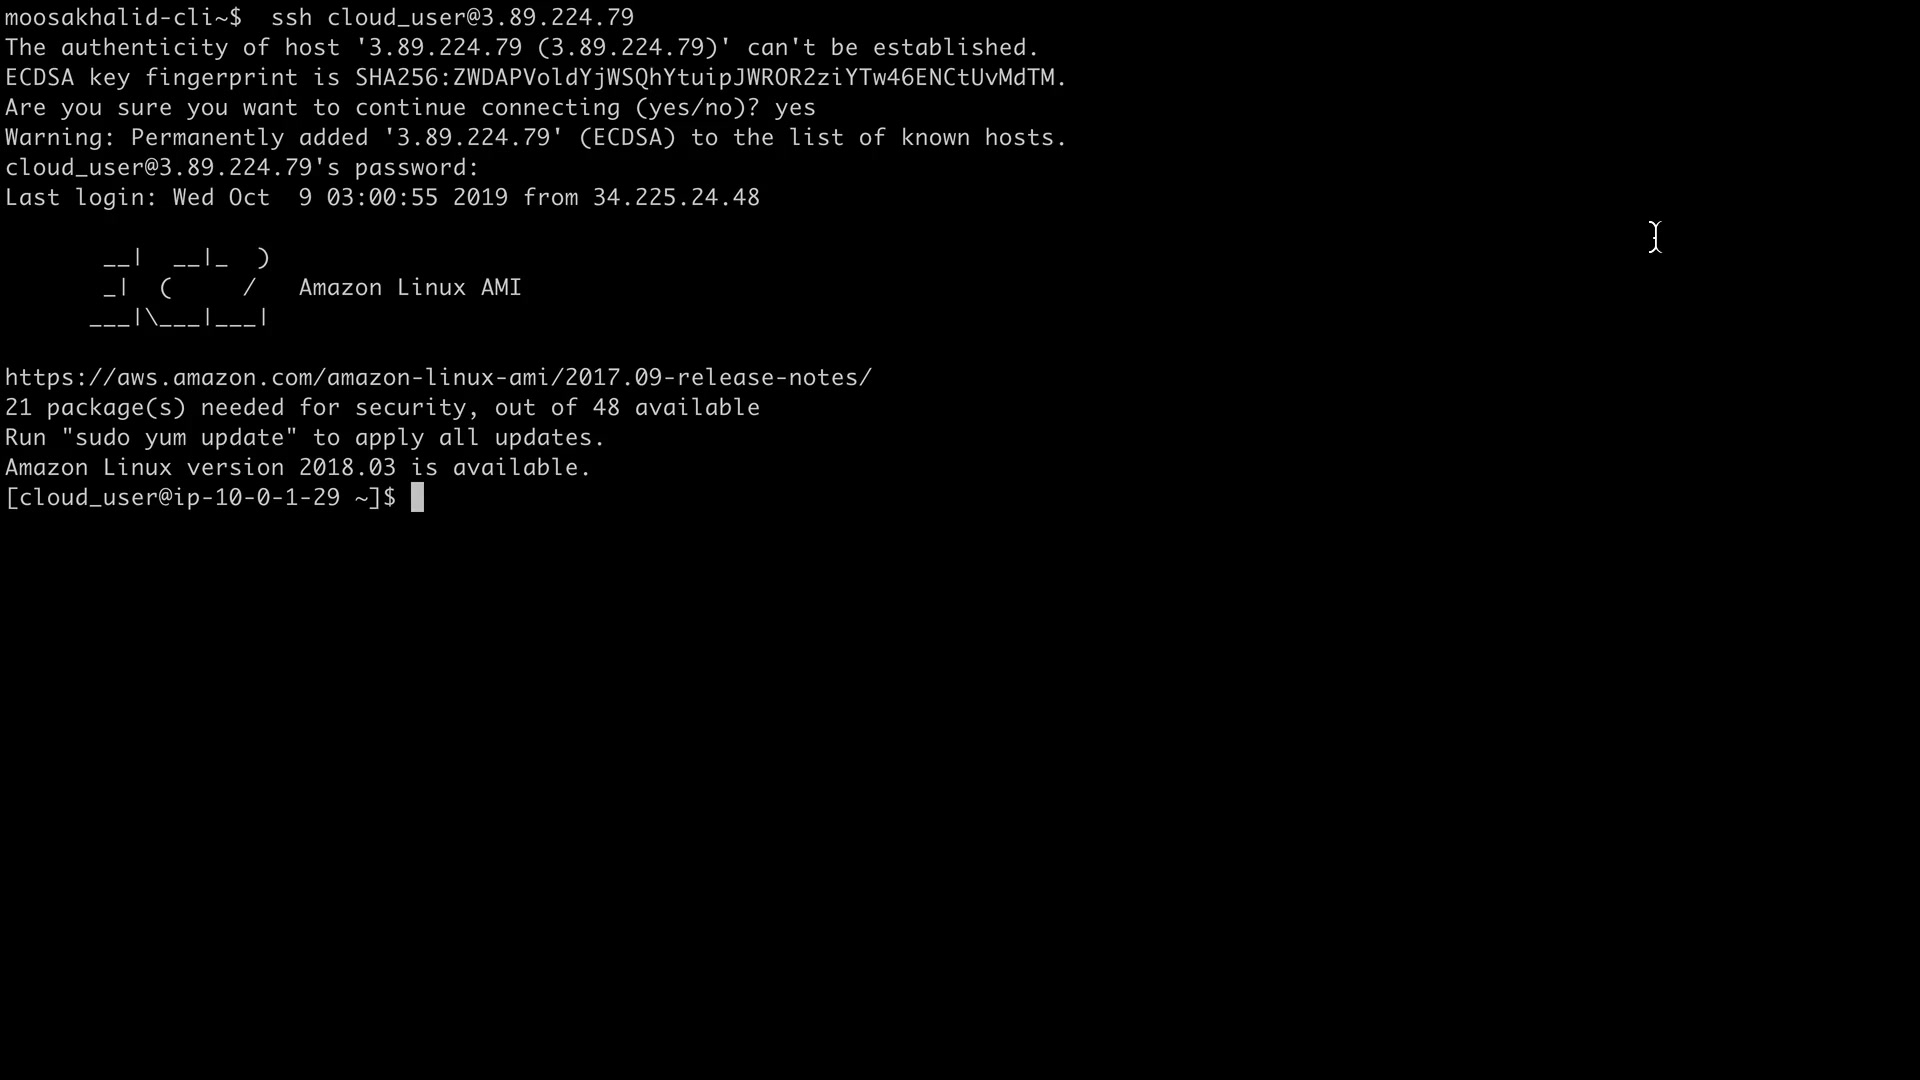 moosakhalid-cli~$  ssh cloud_user@3.89.224.79
The authenticity of host '3.89.224.79 (3.89.224.79)' can't be established.
ECDSA key fingerprint is SHA256:ZWDAPVoldYjWSQhYtuipJWROR2ziYTw46ENCtUvMdTM.
Are you sure you want to continue connecting (yes/no)? yes
Warning: Permanently added '3.89.224.79' (ECDSA) to the list of known hosts.
cloud_user@3.89.224.79's password:
Last login: Wed Oct  9 03:00:55 2019 from 34.225.24.48

       __|  __|_  )
       _|  (     /   Amazon Linux AMI
      ___|\___|___|

https://aws.amazon.com/amazon-linux-ami/2017.09-release-notes/
21 package(s) needed for security, out of 48 available
Run "sudo yum update" to apply all updates.
Amazon Linux version 2018.03 is available.
[cloud_user@ip-10-0-1-29 ~]$